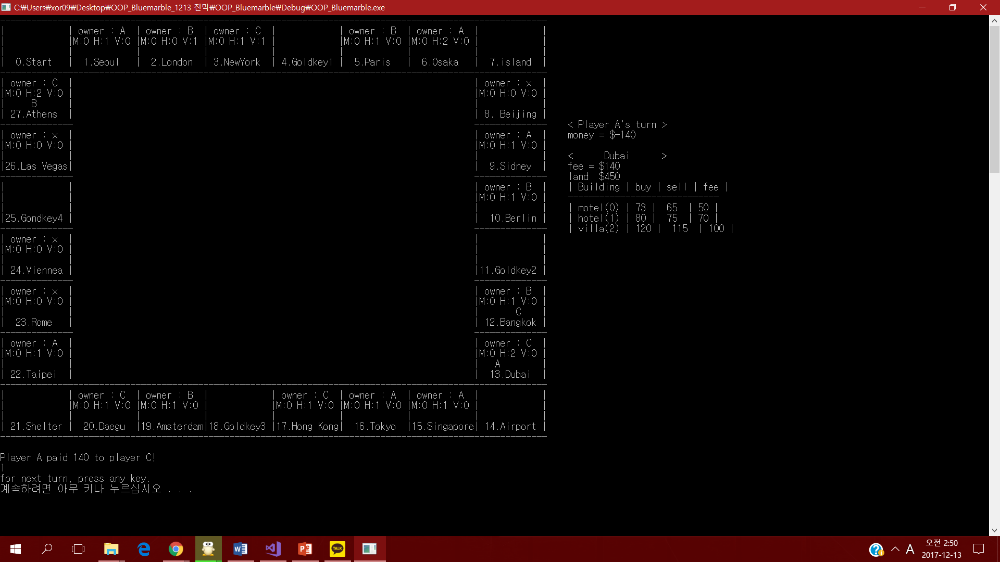 C:₩Users₩xor09₩Desktop₩OOP_Bluemarble_1213 진막₩OOP_Bluemarble₩Debug₩OOP_Bluemarble.exe
| | owner : A | owner : B | owner : C | | owner : B | owner : A | |
| |M:0 H:1 V:0 |M:0 H:0 V:1 |M:0 H:1 V:1 | |M:0 H:1 V:0 |M:0 H:2 V:0 | |
| 0.Start | 1.Seoul | 2.London | 3.NewYork | 4.Goldkey1 | 5.Paris | 6.Osaka | 7.island |
| owner : C | | owner : x |
|M:0 H:2 V:0 | |M:0 H:0 V:0 |
| B | | |
| 27.Athens | | 8. Beijing |
< Player A's turn >
| owner : x | | owner : A | money = $-140
|M:0 H:0 V:0 | |M:0 H:1 V:0 |
< Dubai >
|26.Las Vegas| | 9.Sidney | fee = $140
land $450
| | | owner : B | | Building | buy | sell | fee |
| | |M:0 H:1 V:0 |
| motel(0) | 73 | 65 | 50 |
|25.Gondkey4 | | 10.Berlin | | hotel(1) | 80 | 75 | 70 |
| villa(2) | 120 | 115 | 100 |
| owner : x | | |
|M:0 H:0 V:0 | | |
| 24.Viennea | |11.Goldkey2 |
| owner : x | | owner : B |
|M:0 H:0 V:0 | |M:0 H:1 V:0 |
| | | C |
| 23.Rome | | 12.Bangkok |
| owner : A | | owner : C |
|M:0 H:1 V:0 | |M:0 H:2 V:0 |
| | | A |
| 22.Taipei | | 13.Dubai |
| | owner : C | owner : B | | owner : C | owner : A | owner : A | |
| |M:0 H:1 V:0 |M:0 H:1 V:0 | |M:0 H:1 V:0 |M:0 H:1 V:0 |M:0 H:1 V:0 | |
| 21.Shelter | 20.Daegu |19.Amsterdam|18.Goldkey3 |17.Hong Kong| 16.Tokyo |15.Singapore| 14.Airport |
Player A paid 140 to player C!
1
for next turn, press any key.
계속하려면 아무 키나 누르십시오 . . .
TALK
A
오전 2:50
2017-12-13